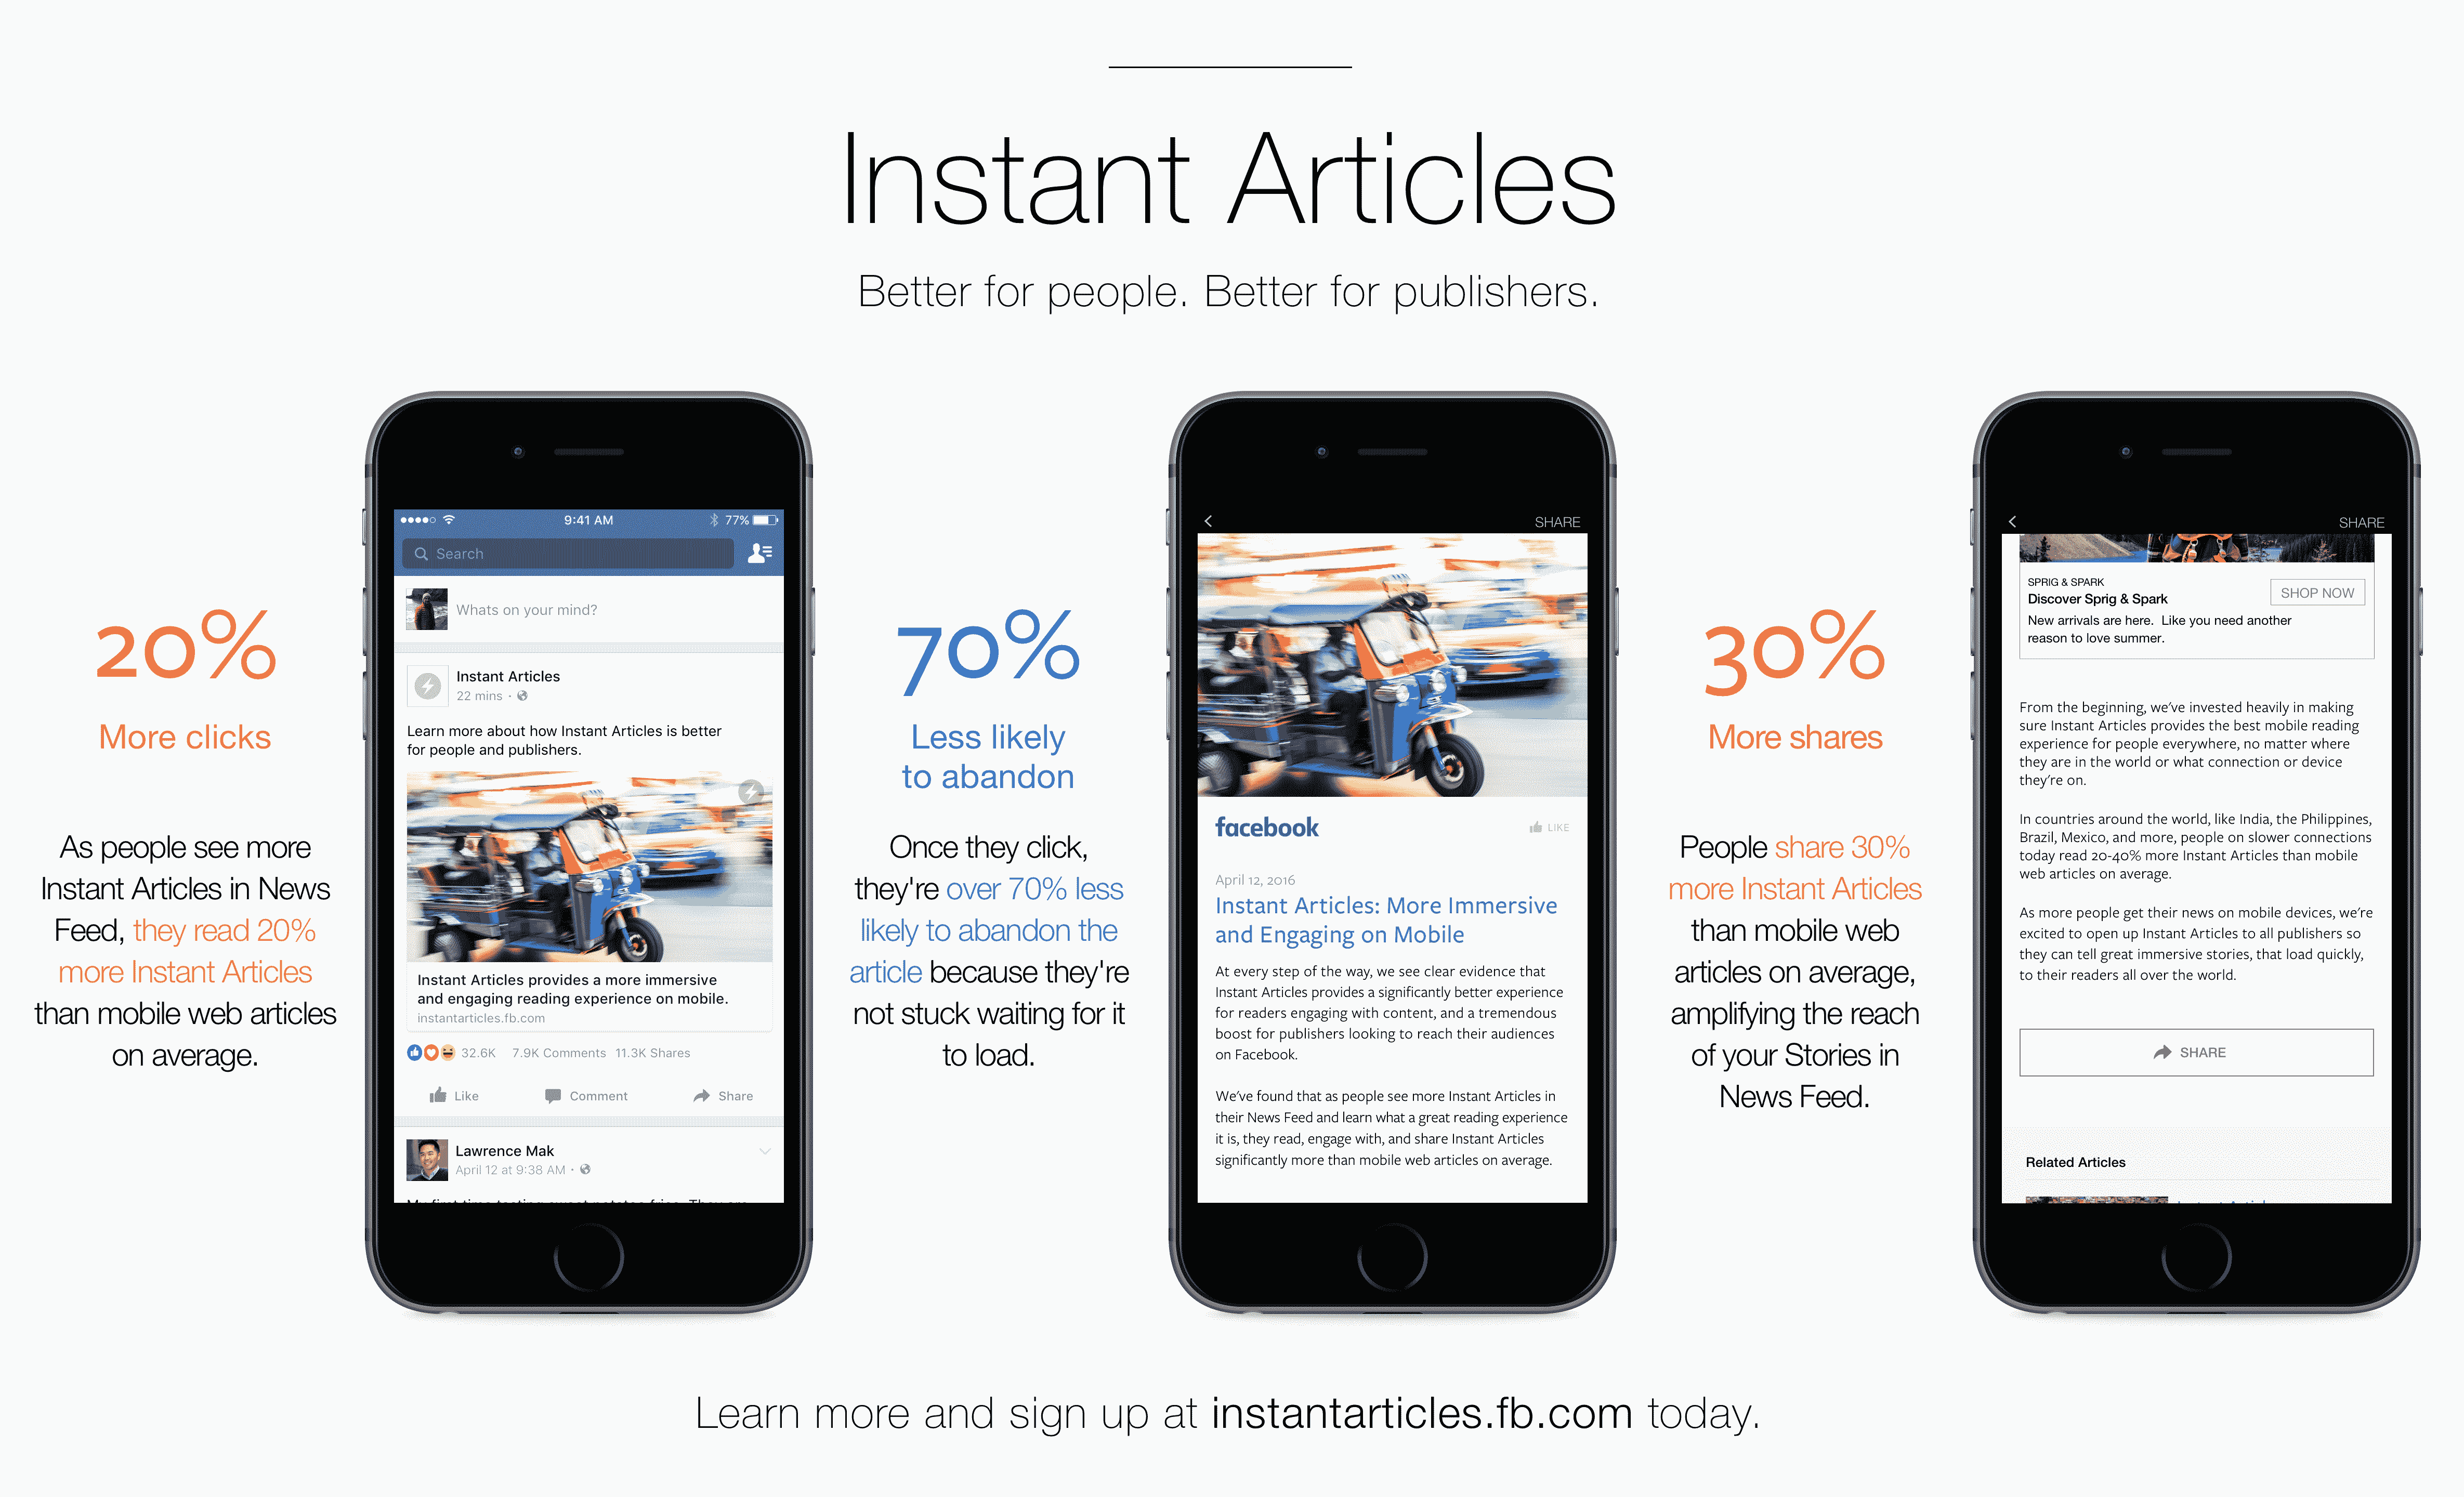 Instant Articles
Better for people. Better for publishers.
20%
More clicks
As people see more
Instant Articles in News
Feed, they read 20%
more Instant Articles
than mobile web articles
on average.
9:41 AM
77%
Search
Whats on your mind?
Instant Articles
22 mins ·
Learn more about how Instant Articles is better
for people and publishers.
Instant Articles provides a more immersive
and engaging reading experience on mobile.
instantarticles.fb.com
32.6K 7.9K Comments 11.3K Shares
Like Comment Share
Lawrence Mak
April 12 at 9:38 AM ·
My first time tasting sweet potatoes fries. They are
70%
Less likely
to abandon
Once they click,
they're over 70% less
likely to abandon the
article because they're
not stuck waiting for it
to load.
SHARE
facebook
LIKE
April 12, 2016
Instant Articles: More Immersive
and Engaging on Mobile
At every step of the way, we see clear evidence that
Instant Articles provides a significantly better experience
for readers engaging with content, and a tremendous
boost for publishers looking to reach their audiences
on Facebook.
We've found that as people see more Instant Articles in
their News Feed and learn what a great reading experience
it is, they read, engage with, and share Instant Articles
significantly more than mobile web articles on average.
30%
More shares
People share 30%
more Instant Articles
than mobile web
articles on average,
amplifying the reach
of your Stories in
News Feed.
SHARE
SPRIG & SPARK
Discover Sprig & Spark
SHOP NOW
New arrivals are here. Like you need another
reason to love summer.
From the beginning, we've invested heavily in making
sure Instant Articles provides the best mobile reading
experience for people everywhere, no matter where
they are in the world or what connection or device
they're on.
In countries around the world, like India, the Philippines,
Brazil, Mexico, and more, people on slower connections
today read 20-40% more Instant Articles than mobile
web articles on average.
As more people get their news on mobile devices, we're
excited to open up Instant Articles to all publishers so
they can tell great immersive stories, that load quickly,
to their readers all over the world.
SHARE
Related Articles
Learn more and sign up at instantarticles.fb.com today.